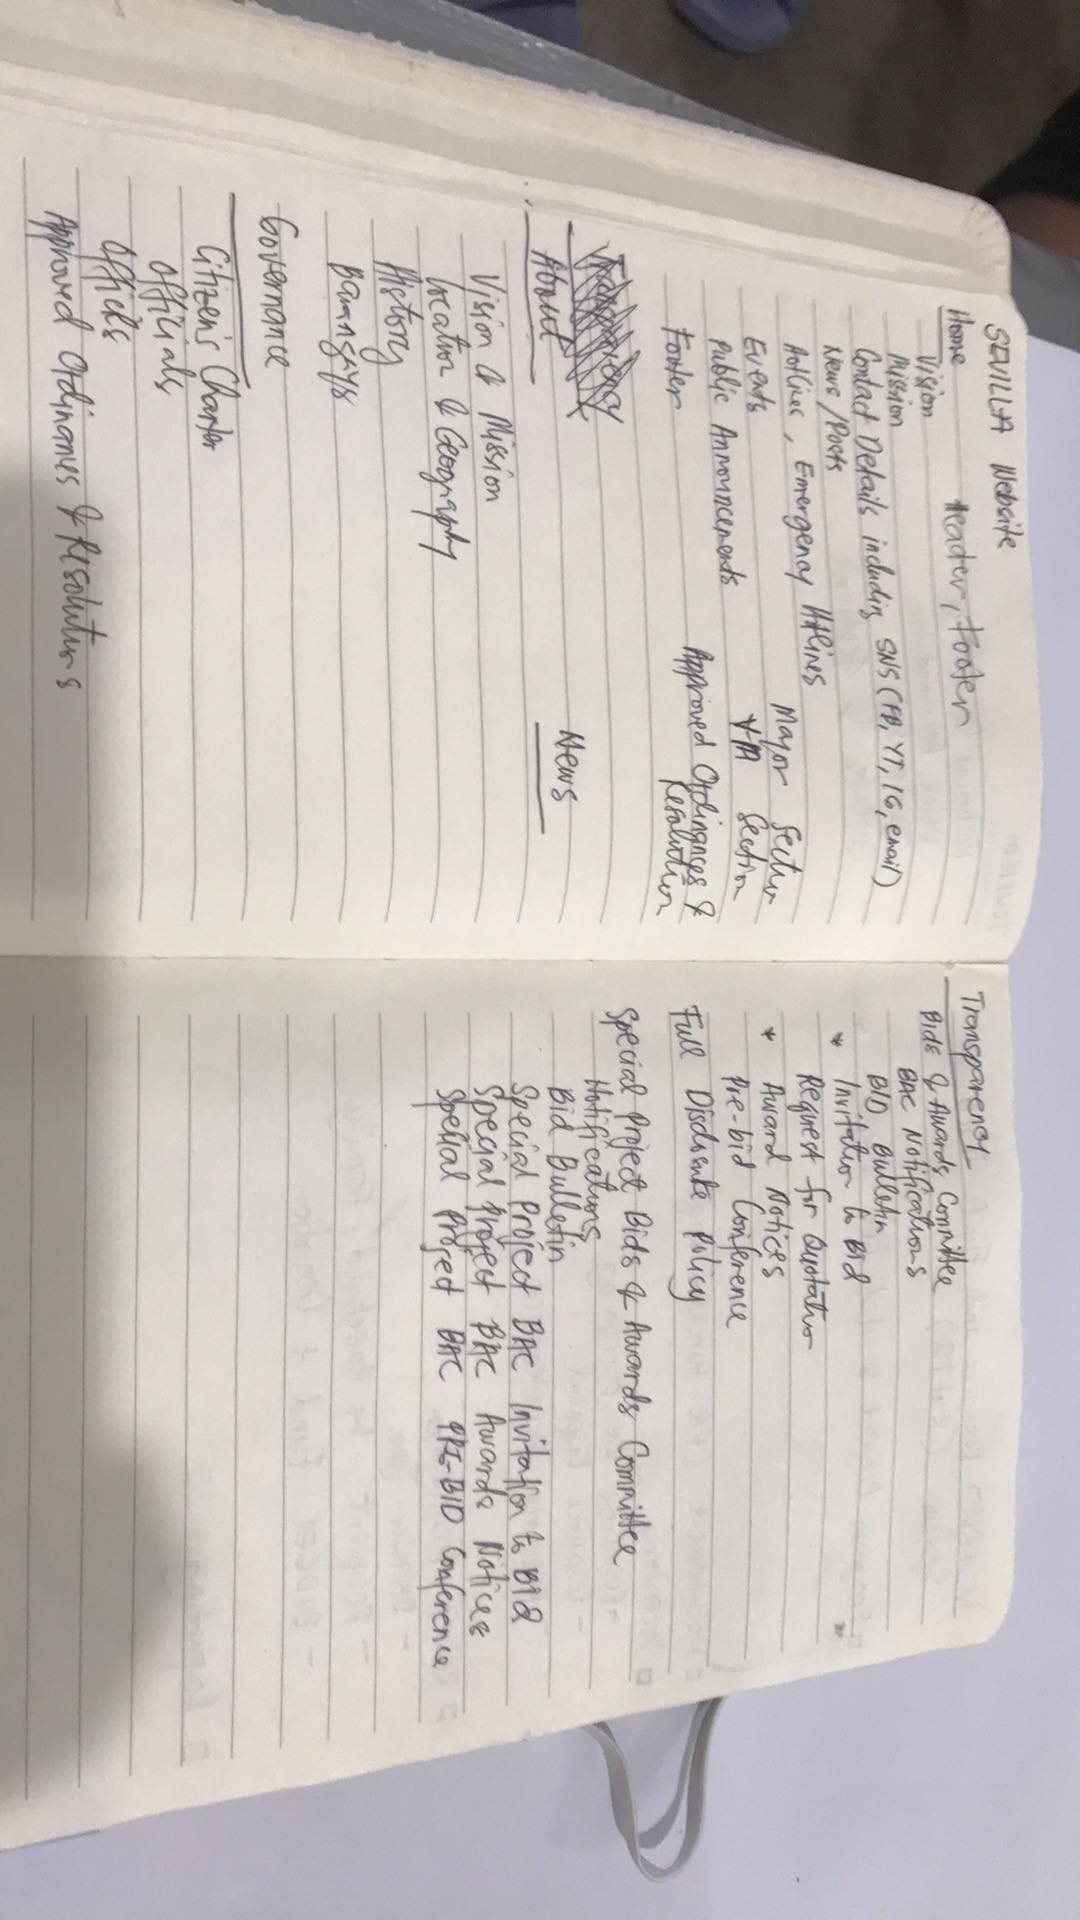 SEVILLA Website
Home
Header, Footer
Vision
Mission
Contact Details including SNS (FB, YT, IG, email)
News / Posts
Hotlines, Emergency Hotlines
Events
Public Announcements
Footer
Mayor Section
VM Section
Approved Ordinances &
Resolution
Transparency
About
Vision & Mission
Location & Geography
History
Barangays
News
Governance
Citizen's Charter
Officials
Offices
Approved Ordinances & Resolutions
Transparency
Bids & Awards Committee
BAC Notifications
BID Bulletin
* Invitation to Bid
Request for Quotation
* Award Notices
Pre-bid Conference
Full Disclosure Policy
Special Project Bids & Awards Committee
Notifications
Bid Bulletin
Special Project BAC Invitation to Bid
Special Project BAC Awards Notices
Special Project BAC PRE-BID Conference